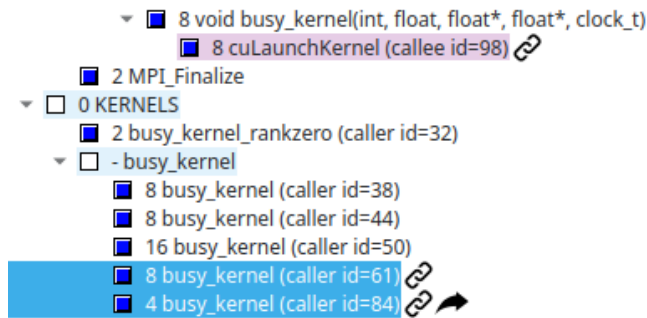 8 void busy_kernel(int, float, float*, float*, clock_t)
8 cuLaunchKernel (callee id=98)
2 MPI_Finalize
0 KERNELS
2 busy_kernel_rankzero (caller id=32)
- busy_kernel
8 busy_kernel (caller id=38)
8 busy_kernel (caller id=44)
16 busy_kernel (caller id=50)
8 busy_kernel (caller id=61)
4 busy_kernel (caller id=84)